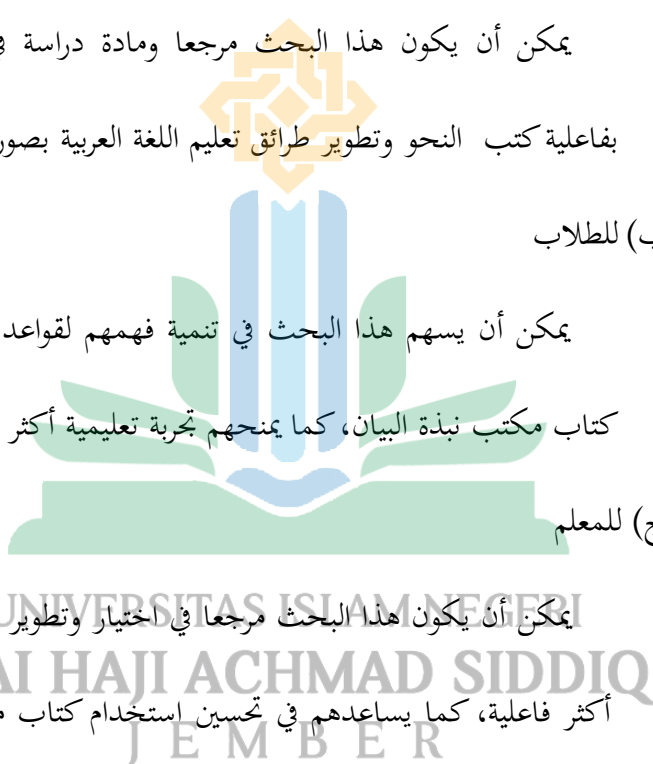 يمكن أن يكون هذا البحث مرجعا ومادة دراسة
بفاعلية كتب النحو وتطوير طرائق تعليم اللغة العربية
ب) للطلاب
يمكن أن يسهم هذا البحث في تنمية فهمهم لقواعد
كتاب مكتب نبذة البيان، كما يمنحهم تجربة تعليمية أكثر
ج) للمعلم
UNIVERSITAS ISLAM NEGERI
يمكن أن يكون هذا البحث مرجعا في اختيار وتطوير
AI HAJI ACHMAD SIDDIQ
أكثر فاعلية، كما يساعدهم في تحسين استخدام كتاب
JEMBER